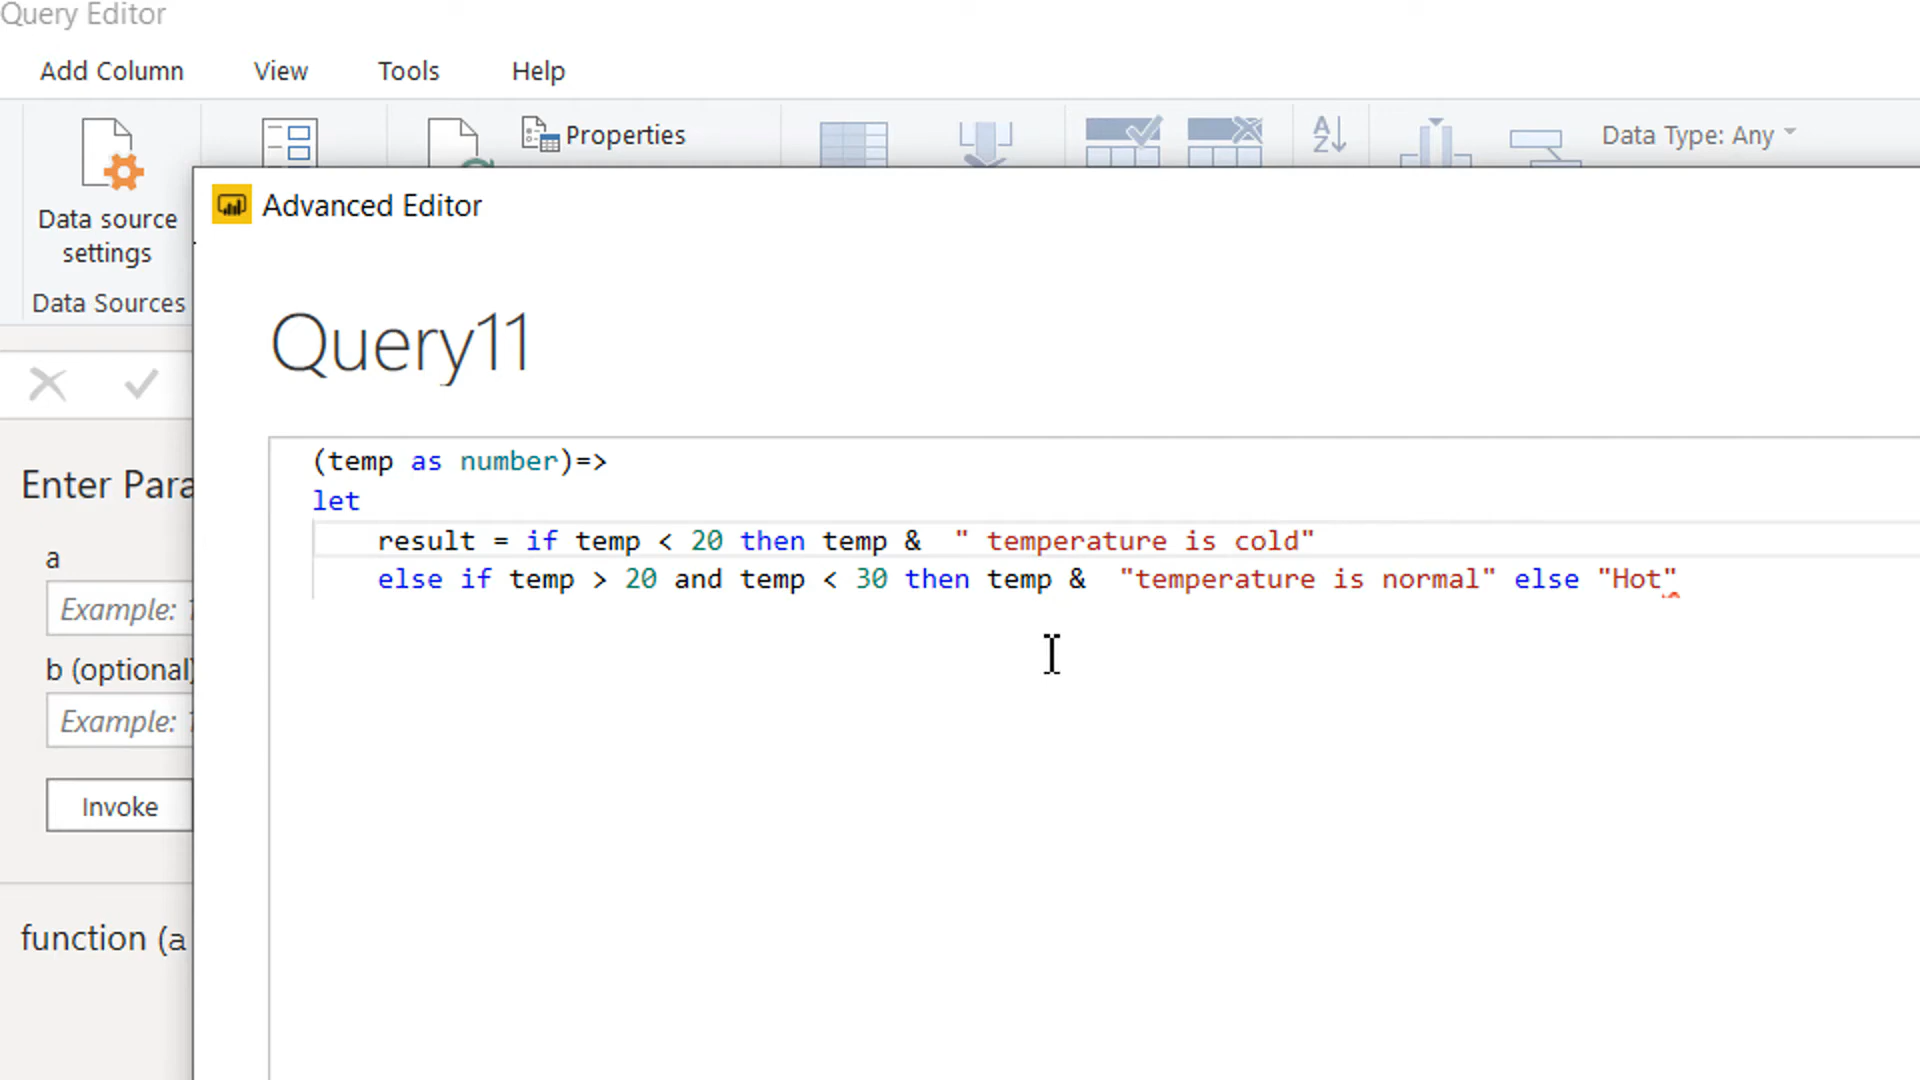 Query Editor
Add Column View Tools Help
Properties
Data Type: Any
Data source
settings
Data Sources
Advanced Editor
Query11
(temp as number)=>
let
result = if temp < 20 then temp &  " temperature is cold"
else if temp > 20 and temp < 30 then temp &  "temperature is normal" else "Hot"
Enter Para
a
Example:
b (optional)
Example:
Invoke
function (a